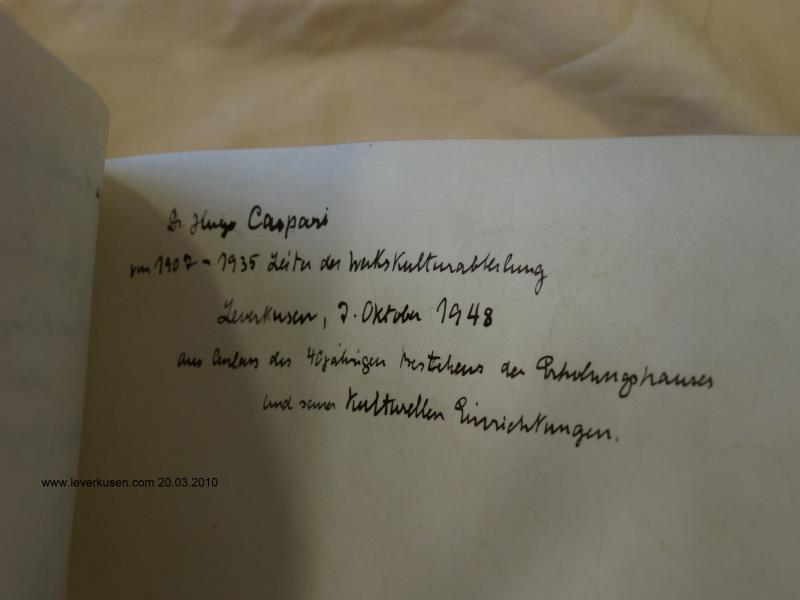 Dr. Hugo Caspari
von 1907 - 1935 Leiter der Werkskulturabteilung
Leverkusen, 7. Oktober 1948
aus Anlass des 40jährigen Bestehens des Erholungshauses
und seiner kulturellen Einrichtungen.
www.leverkusen.com 20.03.2010